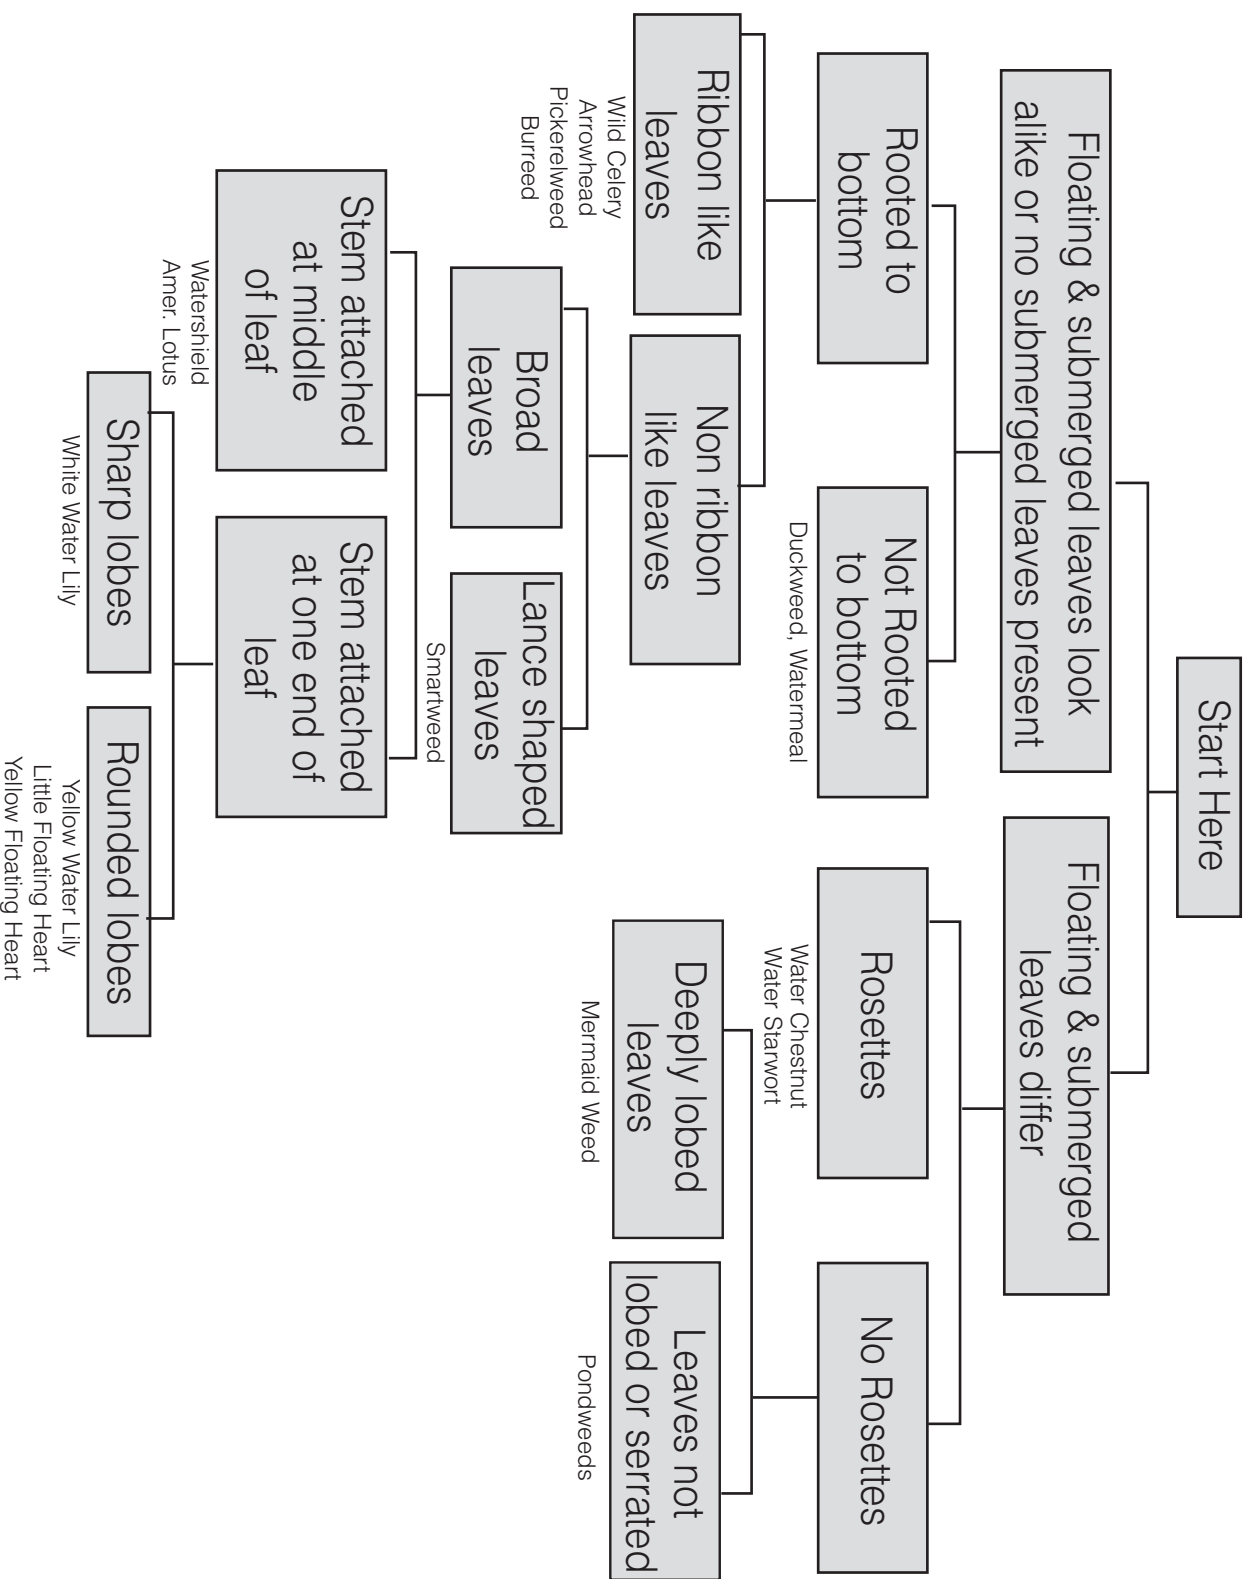 Start Here
Floating & submerged leaves look
alike or no submerged leaves present
Floating & submerged
leaves differ
Rooted to
bottom
Not Rooted
to bottom
Duckweed, Watermeal
Rosettes
Water Chestnut
Water Starwort
No Rosettes
Ribbon like
leaves
Wild Celery
Arrowhead
Pickerelweed
Burreed
Non ribbon
like leaves
Deeply lobed
leaves
Mermaid Weed
Leaves not
lobed or serrated
Pondweeds
Broad
leaves
Lance shaped
leaves
Smartweed
Stem attached
at middle
of leaf
Watershield
Amer. Lotus
Stem attached
at one end of
leaf
Sharp lobes
White Water Lily
Rounded lobes
Yellow Water Lily
Little Floating Heart
Yellow Floating Heart